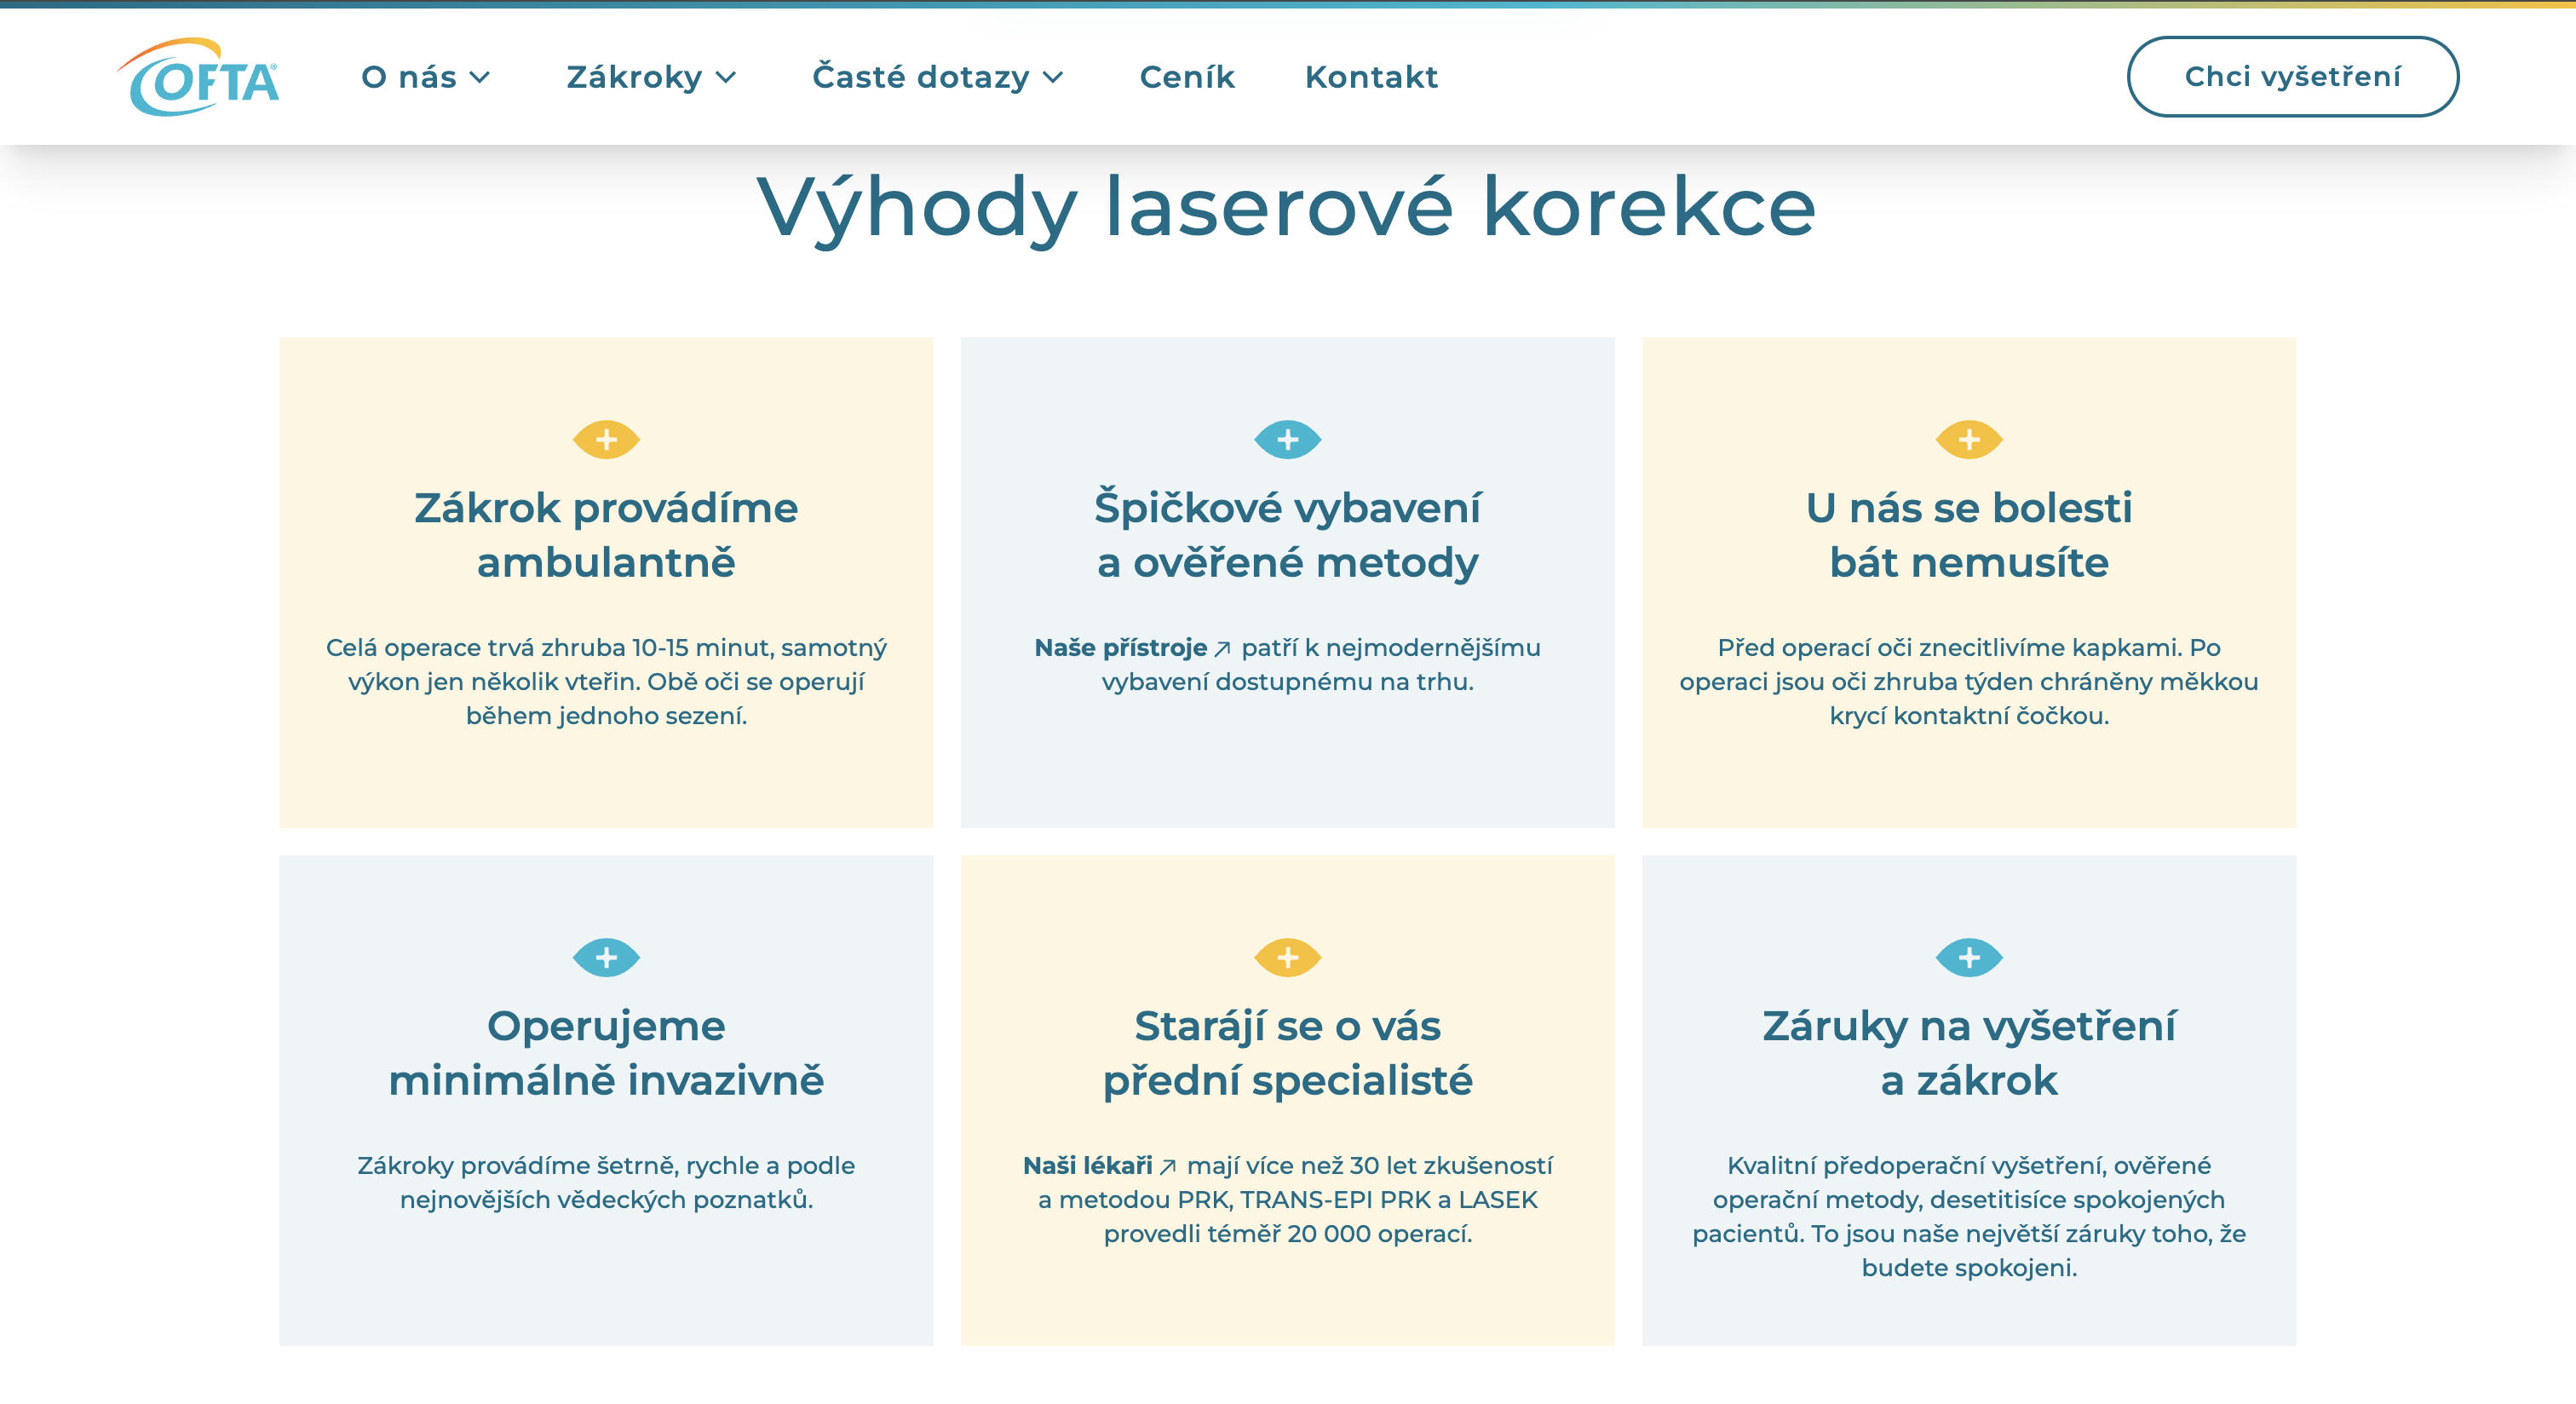 OFTA®
O nás
Zákroky
Časté dotazy
Ceník
Kontakt
Chci vyšetření
Výhody laserové korekce
Zákrok provádíme
ambulantně
Celá operace trvá zhruba 10-15 minut, samotný
výkon jen několik vteřin. Obě oči se operují
během jednoho sezení.
Špičkové vybavení
a ověřené metody
Naše přístroje ↗ patří k nejmodernějšímu
vybavení dostupnému na trhu.
U nás se bolesti
bát nemusíte
Před operací oči znecitlivíme kapkami. Po
operaci jsou oči zhruba týden chráněny měkkou
krycí kontaktní čočkou.
Operujeme
minimálně invazivně
Zákroky provádíme šetrně, rychle a podle
nejnovějších vědeckých poznatků.
Starájí se o vás
přední specialisté
Naši lékaři ↗ mají více než 30 let zkušeností
a metodou PRK, TRANS-EPI PRK a LASEK
provedli téměř 20 000 operací.
Záruky na vyšetření
a zákrok
Kvalitní předoperační vyšetření, ověřené
operační metody, desetitisíce spokojených
pacientů. To jsou naše největší záruky toho, že
budete spokojeni.